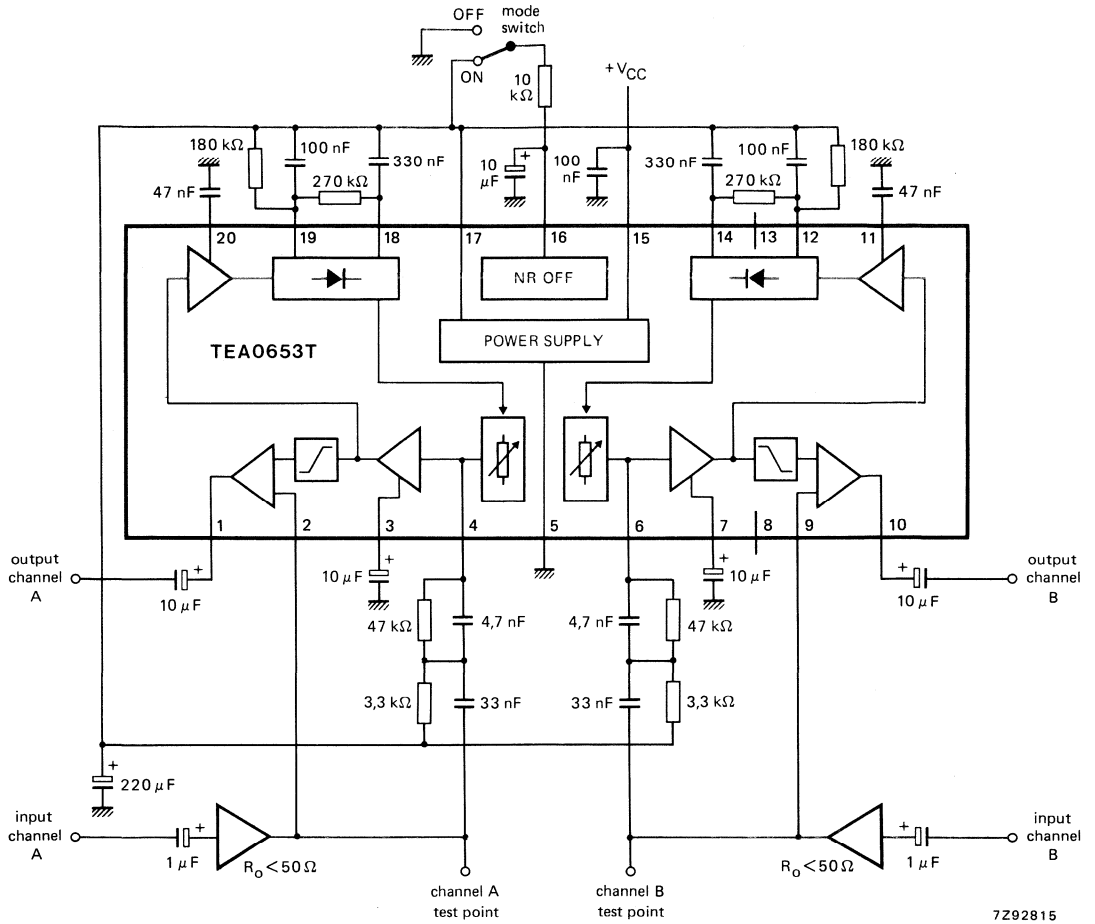 OFF
mode
switch
ON
10
kΩ
+VCC
180 kΩ
100 nF
330 nF
10
μF
+
100
nF
330 nF
100 nF
180 kΩ
47 nF
270 kΩ
270 kΩ
47 nF
20
19
18
17
16
15
14
13
12
11
NR OFF
POWER SUPPLY
TEA0653T
1
2
3
4
5
6
7
8
9
10
output
channel
A
+
10 μF
10 μF
+
+
10 μF
+
10 μF
output
channel
B
47 kΩ
4,7 nF
4,7 nF
47 kΩ
3,3 kΩ
33 nF
33 nF
3,3 kΩ
+
220 μF
input
channel
A
+
1 μF
Ro<50Ω
Ro<50Ω
+
1 μF
input
channel
B
channel A
test point
channel B
test point
7Z92815